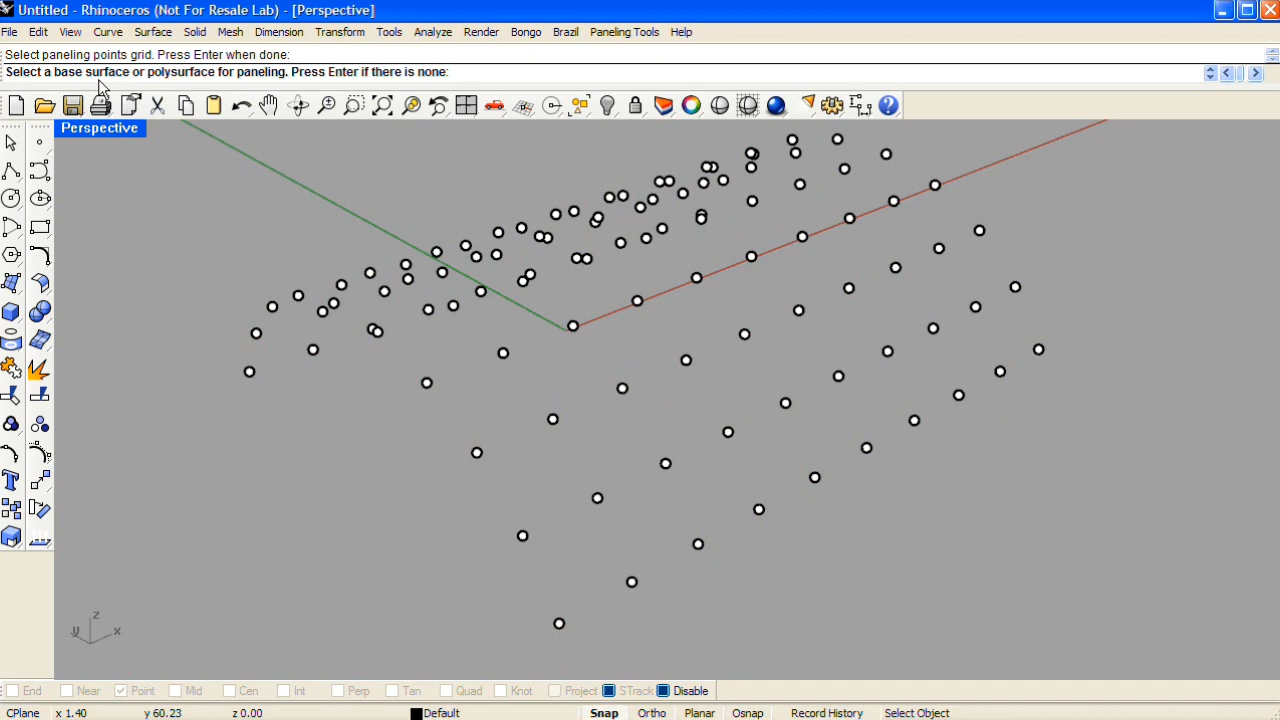 Untitled - Rhinoceros (Not For Resale Lab) - [Perspective]
File Edit View Curve Surface Solid Mesh Dimension Transform Tools Analyze Render Bongo Brazil Paneling Tools Help
Select paneling points grid. Press Enter when done:
Select a base surface or polysurface for paneling. Press Enter if there is none:
Perspective
z
y x
End Near Point Mid Cen Int Perp Tan Quad Knot Project STrack Disable
CPlane x 1.40 y 60.23 z 0.00 Default Snap Ortho Planar Osnap Record History Select Object